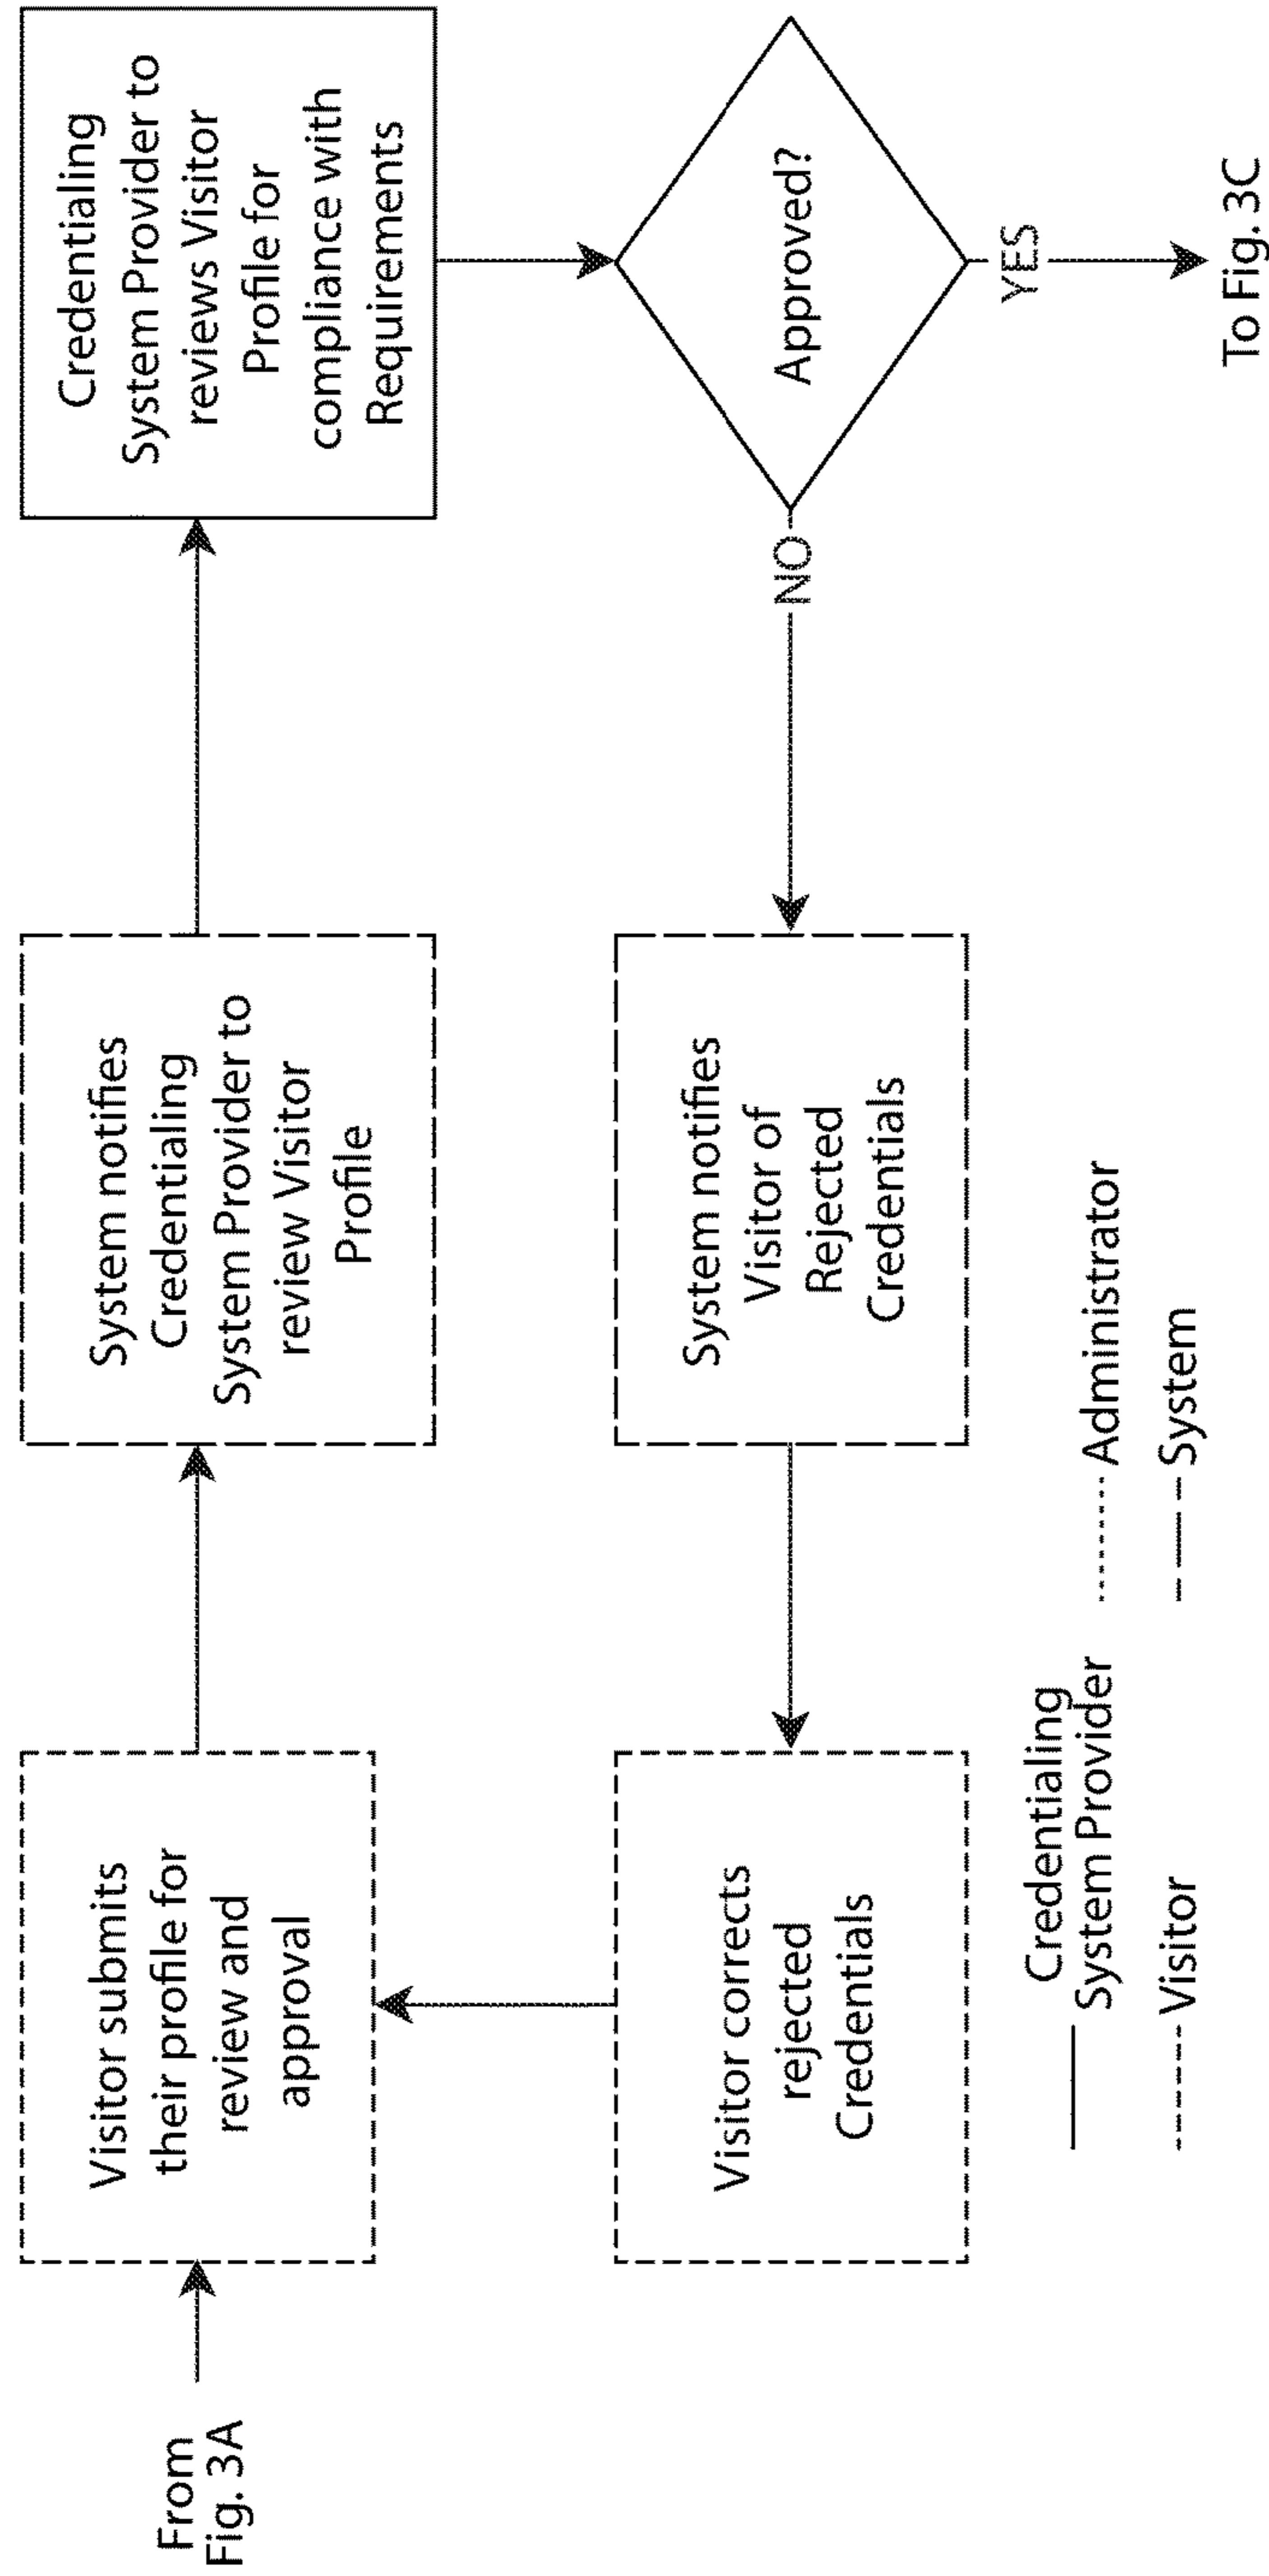 From
Fig. 3A
Visitor submits
their profile for
review and
approval
System notifies
Credentialing
System Provider to
review Visitor
Profile
Credentialing
System Provider to
reviews Visitor
Profile for
compliance with
Requirements
Approved?
NO
YES
To Fig. 3C
System notifies
Visitor of
Rejected
Credentials
Visitor corrects
rejected
Credentials
Credentialing
System Provider
Administrator
Visitor
System